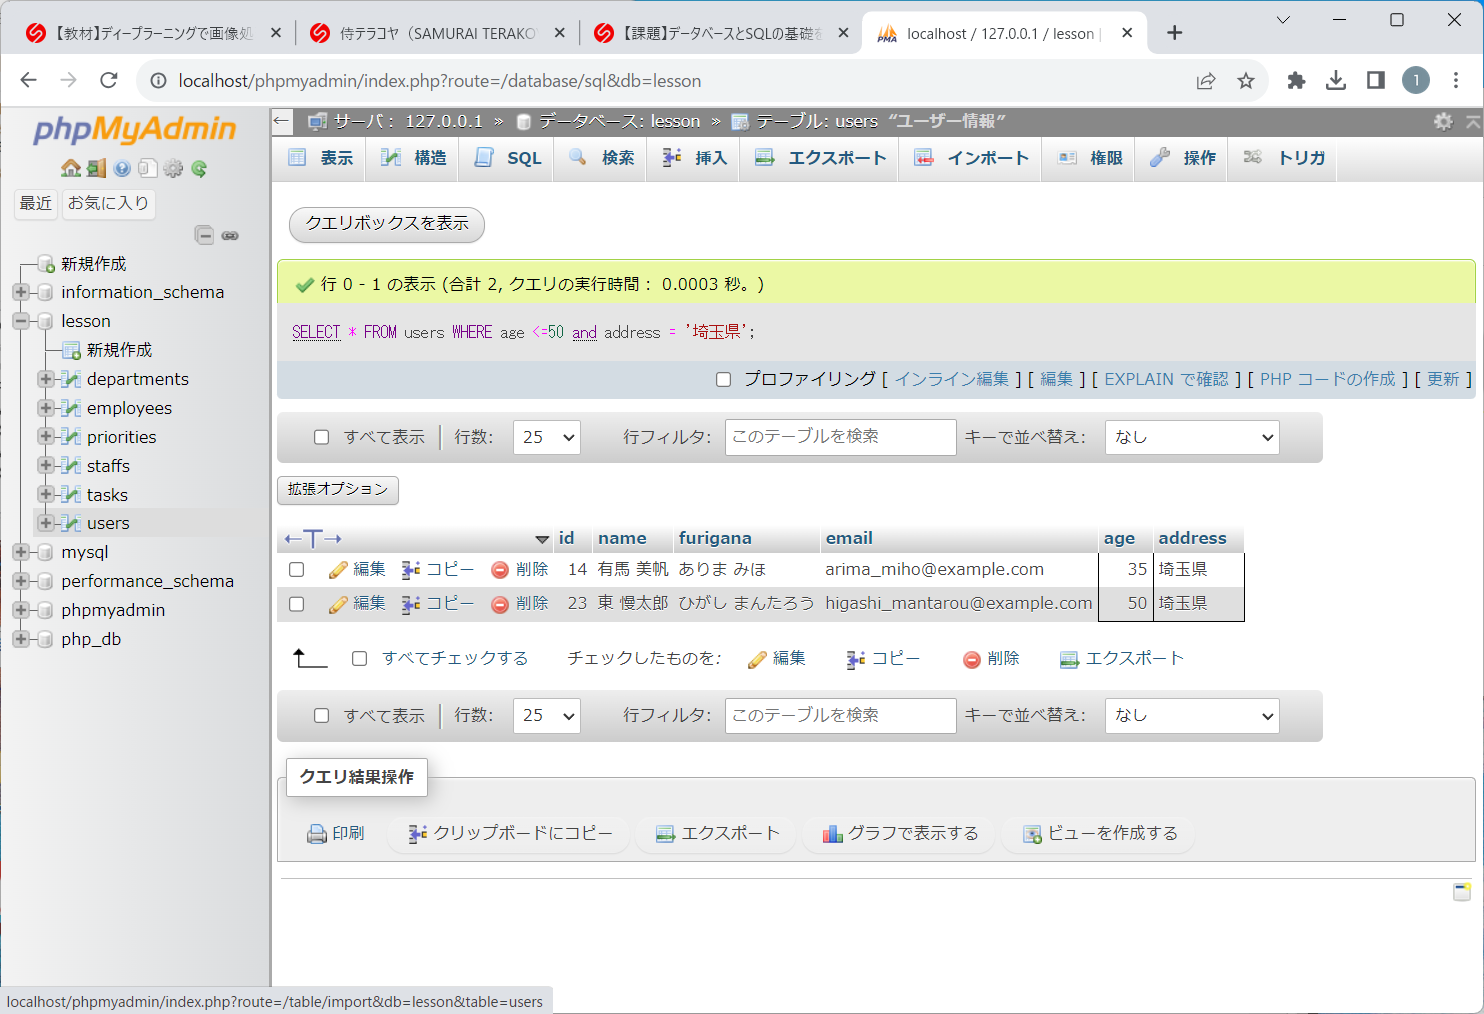 【教材】ディープラーニングで画像処
侍テラコヤ（SAMURAI TERAKO
【課題】データベースとSQLの基礎を
localhost / 127.0.0.1 / lesson |
localhost/phpmyadmin/index.php?route=/database/sql&db=lesson
1
phpMyAdmin
最近 お気に入り
新規作成
information_schema
lesson
新規作成
departments
employees
priorities
staffs
tasks
users
mysql
performance_schema
phpmyadmin
php_db
サーバ： 127.0.0.1 » データベース: lesson » テーブル: users “ユーザー情報”
表示 構造 SQL 検索 挿入 エクスポート インポート 権限 操作 トリガ
クエリボックスを表示
行 0 - 1 の表示 (合計 2, クエリの実行時間： 0.0003 秒。)
SELECT * FROM users WHERE age <=50 and address = '埼玉県';
プロファイリング [ インライン編集 ] [ 編集 ] [ EXPLAIN で確認 ] [ PHP コードの作成 ] [ 更新 ]
すべて表示 行数: 25 行フィルタ: このテーブルを検索 キーで並べ替え: なし
拡張オプション
←T→ id name furigana email age address
編集 コピー 削除 14 有馬 美帆 ありま みほ arima_miho@example.com 35 埼玉県
編集 コピー 削除 23 東 慢太郎 ひがし まんたろう higashi_mantarou@example.com 50 埼玉県
すべてチェックする チェックしたものを: 編集 コピー 削除 エクスポート
すべて表示 行数: 25 行フィルタ: このテーブルを検索 キーで並べ替え: なし
クエリ結果操作
印刷 クリップボードにコピー エクスポート グラフで表示する ビューを作成する
localhost/phpmyadmin/index.php?route=/table/import&db=lesson&table=users